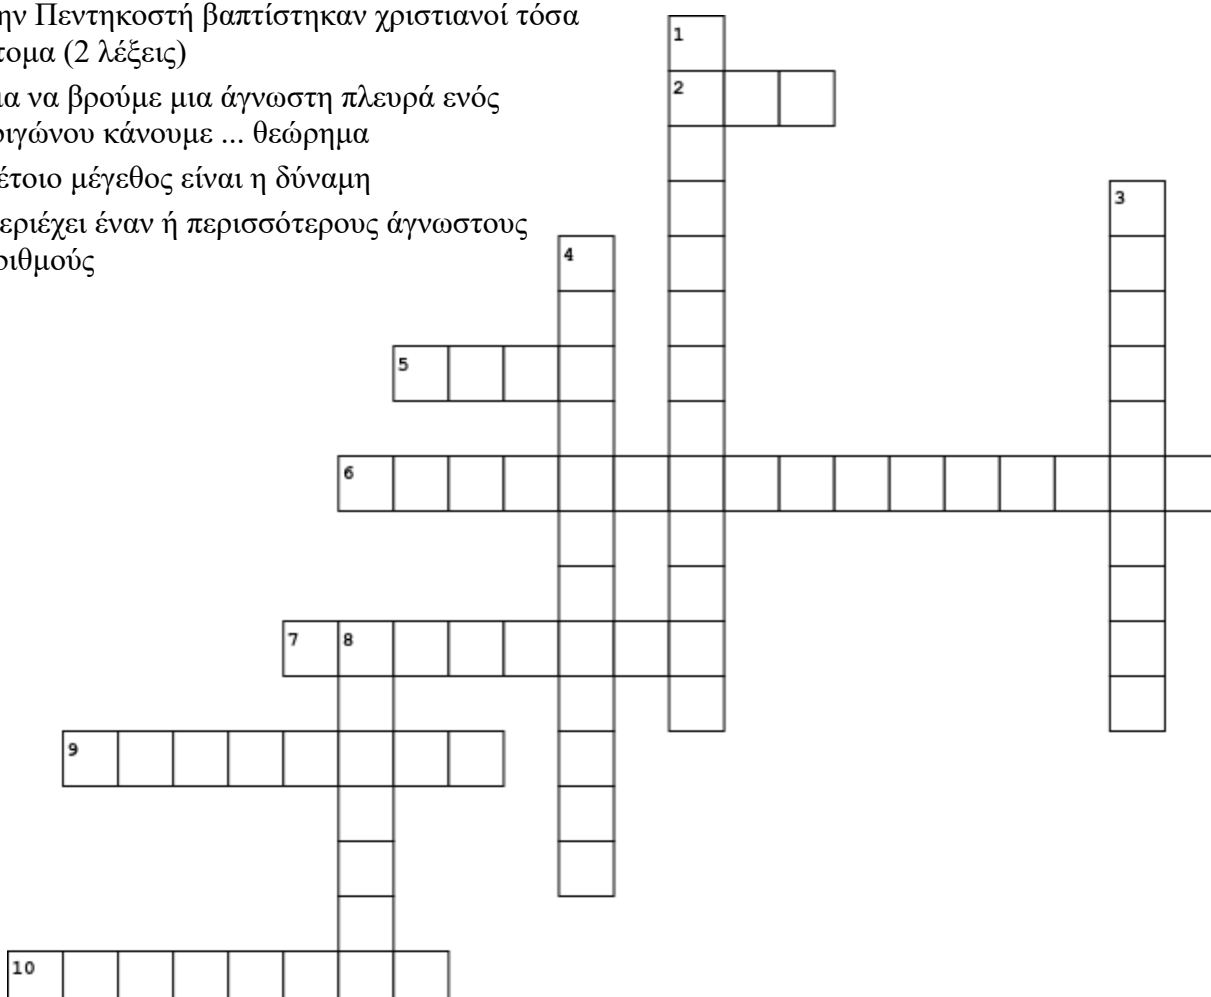 ην Πεντηκοστή βαπτίστηκαν χριστιανοί τόσα
τομα (2 λέξεις)
ια να βρούμε μια άγνωστη πλευρά ενός
ριγώνου κάνουμε ... θεώρημα
έτοιο μέγεθος είναι η δύναμη
εριέχει έναν ή περισσότερους άγνωστους
ριθμούς
1
2
3
4
5
6
7 8
9
10